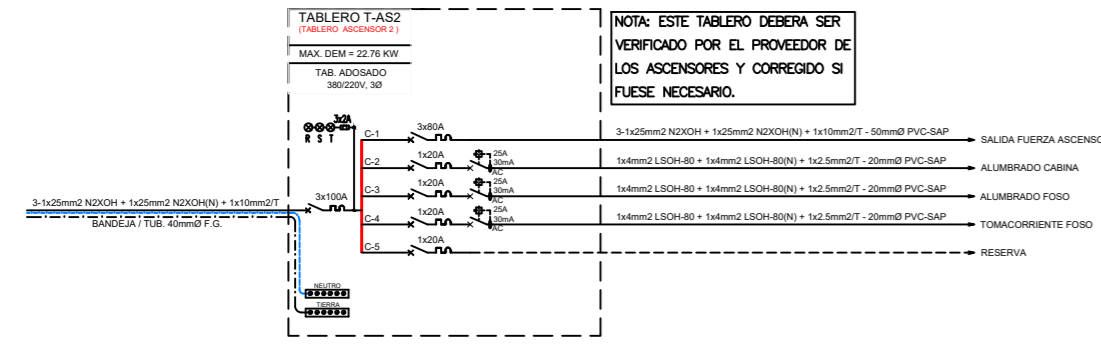 TABLERO T-AS2
(TABLERO ASCENSOR 2 )
MAX. DEM = 22.76 KW
TAB. ADOSADO
380/220V, 3Ø
NOTA: ESTE TABLERO DEBERA SER
VERIFICADO POR EL PROVEEDOR DE
LOS ASCENSORES Y CORREGIDO SI
FUESE NECESARIO.
3x2A
R S T
C-1
3x80A
3-1x25mm2 N2XOH + 1x25mm2 N2XOH(N) + 1x10mm2/T - 50mmØ PVC-SAP
SALIDA FUERZA ASCENSO
C-2
1x20A
25A
30mA
AC
1x4mm2 LSOH-80 + 1x4mm2 LSOH-80(N) + 1x2.5mm2/T - 20mmØ PVC-SAP
ALUMBRADO CABINA
C-3
1x20A
25A
30mA
AC
1x4mm2 LSOH-80 + 1x4mm2 LSOH-80(N) + 1x2.5mm2/T - 20mmØ PVC-SAP
ALUMBRADO FOSO
C-4
1x20A
25A
30mA
AC
1x4mm2 LSOH-80 + 1x4mm2 LSOH-80(N) + 1x2.5mm2/T - 20mmØ PVC-SAP
TOMACORRIENTE FOSO
C-5
1x20A
RESERVA
3x100A
3-1x25mm2 N2XOH + 1x25mm2 N2XOH(N) + 1x10mm2/T
BANDEJA / TUB. 40mmØ F.G.
NEUTRO
TIERRA